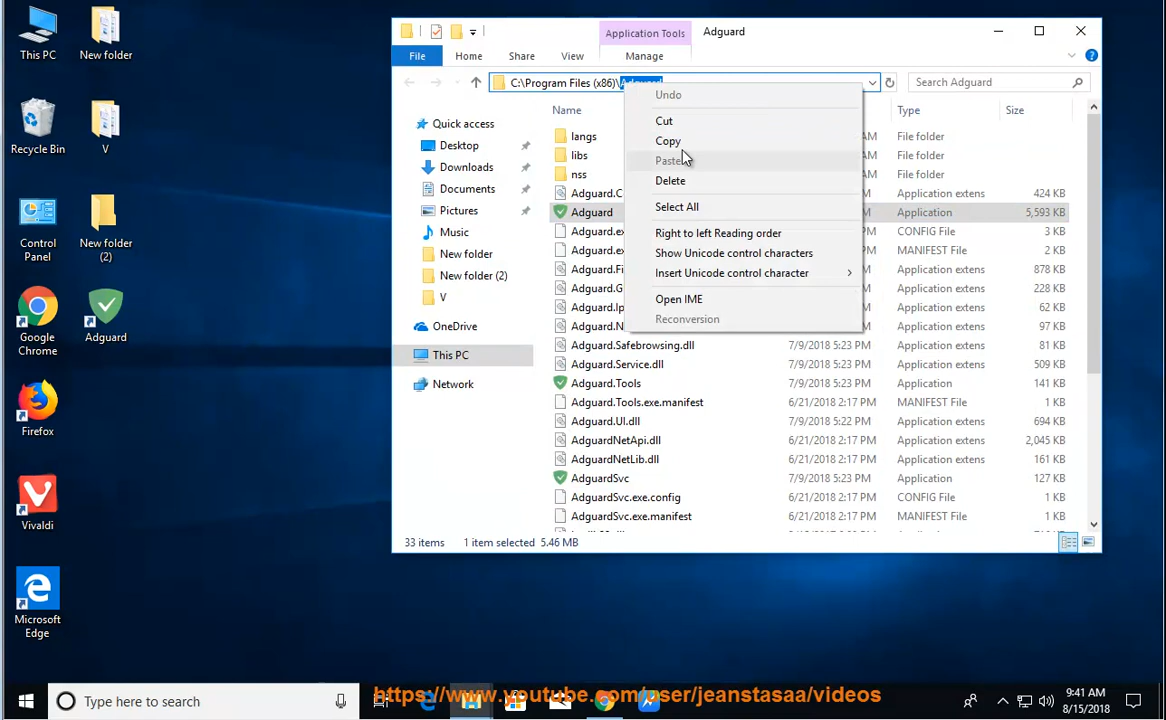 This PC
New folder
Recycle Bin
V
Control
Panel
New folder
(2)
Google
Chrome
Adguard
Firefox
Vivaldi
Microsoft
Edge
Application Tools
Adguard
File
Home
Share
View
Manage
C:\Program Files (x86)\Adguard
Search Adguard
Quick access
Desktop
Downloads
Documents
Pictures
Music
New folder
New folder (2)
V
OneDrive
This PC
Network
Undo
Cut
Copy
Paste
Delete
Select All
Right to left Reading order
Show Unicode control characters
Insert Unicode control character
Open IME
Reconversion
Name Type Size
langs AM File folder
libs AM File folder
nss AM File folder
Adguard.C M Application extens 424 KB
Adguard M Application 5,593 KB
Adguard.ex M CONFIG File 3 KB
Adguard.ex M MANIFEST File 2 KB
Adguard.Fi M Application extens 878 KB
M Application extens 228 KB
Adguard.Ip M Application extens 62 KB
Adguard.N M Application extens 97 KB
Adguard.Safebrowsing.dll 7/9/2018 5:23 PM Application extens 81 KB
Adguard.Service.dll 7/9/2018 5:23 PM Application extens 509 KB
Adguard.Tools 7/9/2018 5:23 PM Application 141 KB
Adguard.Tools.exe.manifest 6/21/2018 2:17 PM MANIFEST File 1 KB
Adguard.UI.dll 7/9/2018 5:22 PM Application extens 694 KB
AdguardNetApi.dll 6/21/2018 2:17 PM Application extens 2,045 KB
AdguardNetLib.dll 6/21/2018 2:17 PM Application extens 161 KB
AdguardSvc 7/9/2018 5:23 PM Application 127 KB
AdguardSvc.exe.config 6/21/2018 2:17 PM CONFIG File 1 KB
AdguardSvc.exe.manifest 6/21/2018 2:17 PM MANIFEST File 1 KB
33 items 1 item selected 5.46 MB
Type here to search
https://www.youtube.com/user/jeanstasaa/videos
9:41 AM
8/15/2018